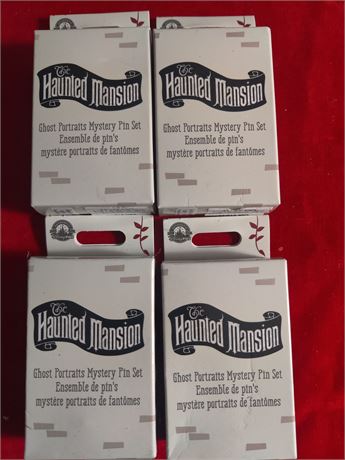 The
Haunted Mansion
Ghost Portraits Mystery Pin Set
Ensemble de pin's
mystère portraits de fantômes
The
Haunted Mansion
Ghost Portraits Mystery Pin Set
Ensemble de pin's
mystère portraits de fantômes
The
Haunted Mansion
Ghost Portraits Mystery Pin Set
Ensemble de pin's
mystère portraits de fantômes
The
Haunted Mansion
Ghost Portraits Mystery Pin Set
Ensemble de pin's
mystère portraits de fantômes